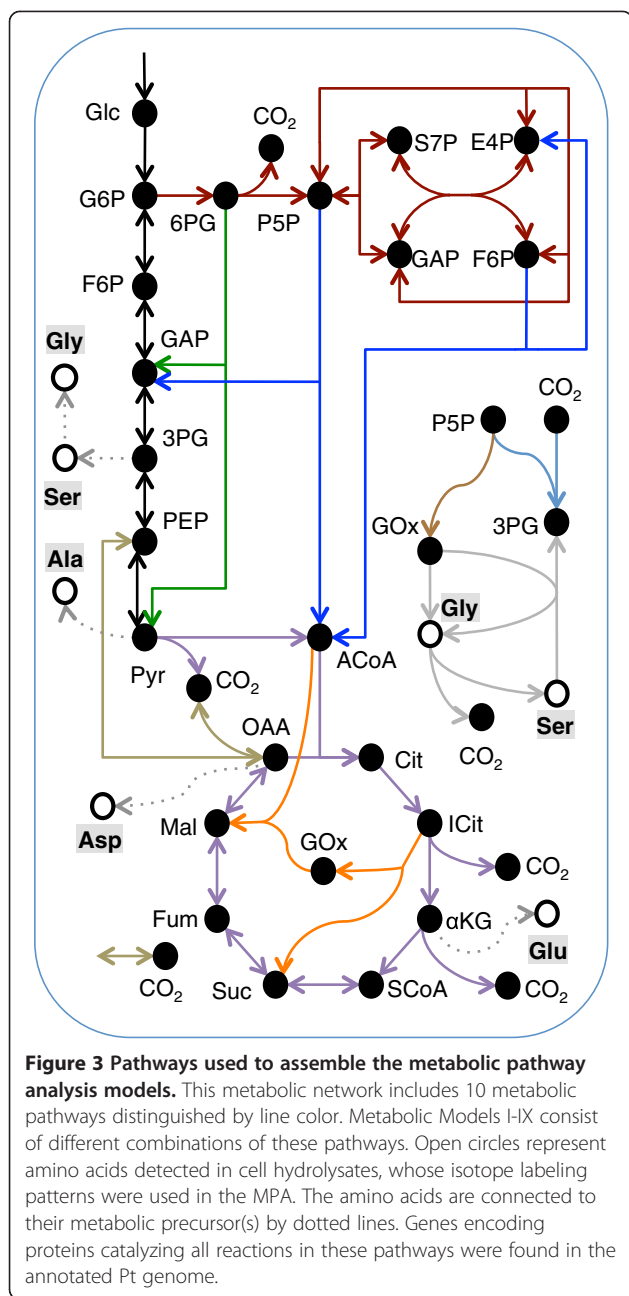 Glc
CO2
S7P E4P
G6P
6PG P5P
GAP F6P
F6P
GAP
Gly
CO2
P5P
3PG
Ser
GOx 3PG
PEP
Ala
Gly
Pyr
ACoA
CO2
Ser
OAA
Cit
CO2
Asp
Mal
ICit
GOx
CO2
Fum
αKG
Glu
CO2
Suc
SCoA
CO2
Figure 3 Pathways used to assemble the metabolic pathway
analysis models. This metabolic network includes 10 metabolic
pathways distinguished by line color. Metabolic Models I-IX consist
of different combinations of these pathways. Open circles represent
amino acids detected in cell hydrolysates, whose isotope labeling
patterns were used in the MPA. The amino acids are connected to
their metabolic precursor(s) by dotted lines. Genes encoding
proteins catalyzing all reactions in these pathways were found in the
annotated Pt genome.